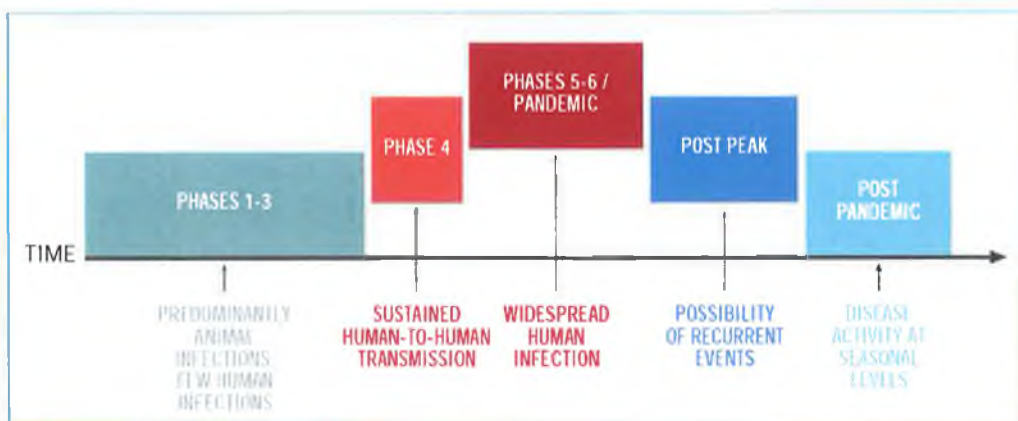 PHASES 5-6 /
PANDEMIC
PHASE 4
POST PEAK
PHASES 1-3
POST
PANDEMIC
TIME
PREDOMINANTLY
ANIMAL
INFECTIONS
FEW HUMAN
INFECTIONS
SUSTAINED
HUMAN-TO-HUMAN
TRANSMISSION
WIDESPREAD
HUMAN
INFECTION
POSSIBILITY
OF RECURRENT
EVENTS
DISEASE
ACTIVITY AT
SEASONAL
LEVELS